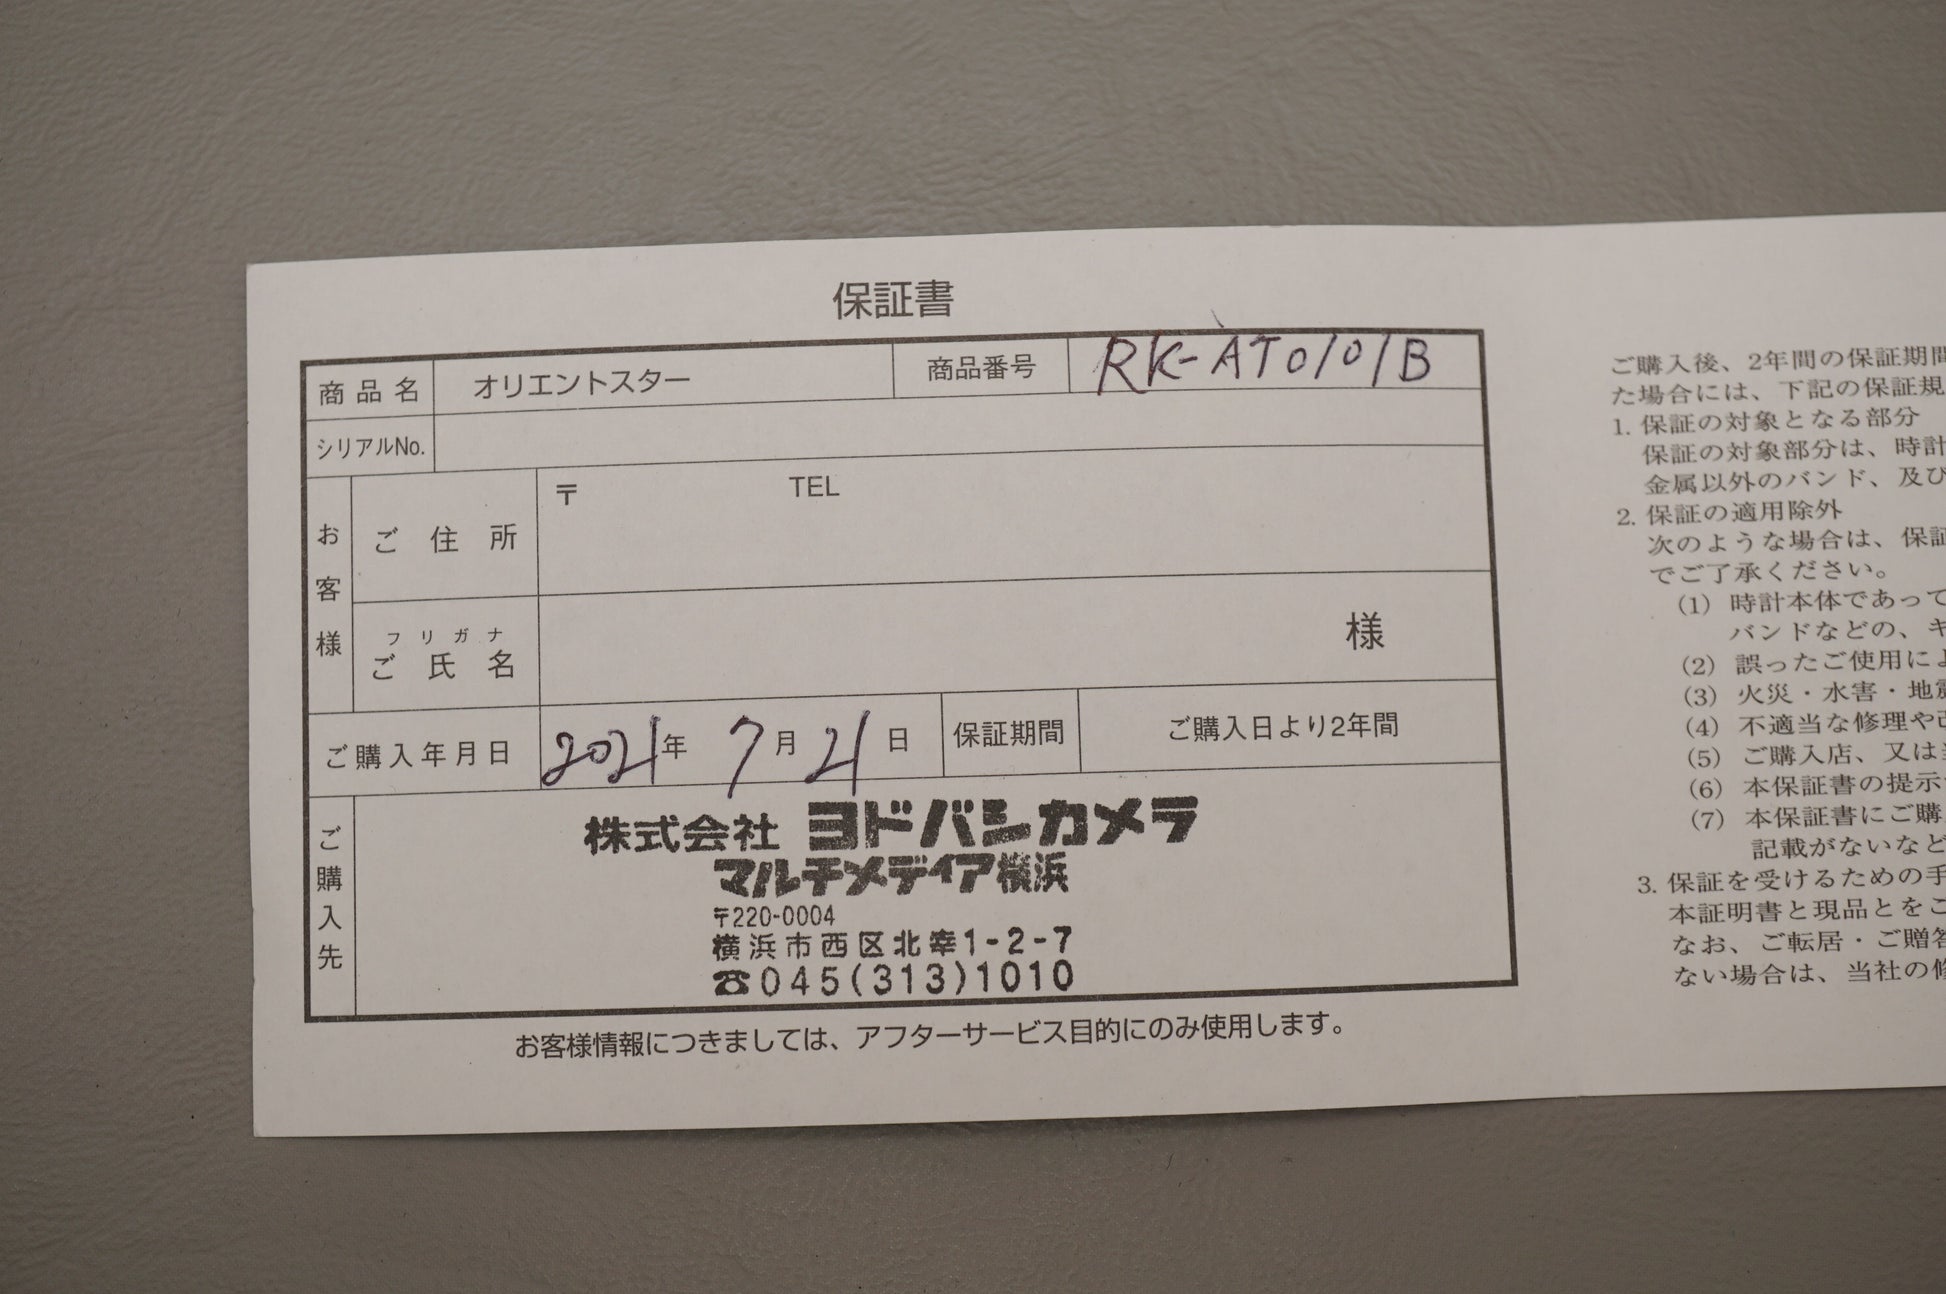 保証書
商品名 オリエントスター 商品番号 RK-AT0101B
シリアルNo.
お客様
ご住所 〒 TEL
フリガナ
ご氏名 様
ご購入年月日 2021年 7月 21日 保証期間 ご購入日より2年間
ご購入先
株式会社 ヨドバシカメラ
マルチメディア横浜
〒220-0004
横浜市西区北幸1-2-7
☎045(313)1010
お客様情報につきましては、アフターサービス目的にのみ使用します。
ご購入後、2年間の保証期間
た場合には、下記の保証規
1. 保証の対象となる部分
保証の対象部分は、時計
金属以外のバンド、及び
2. 保証の適用除外
次のような場合は、保証
でご了承ください。
(1) 時計本体であって
バンドなどの、キ
(2) 誤ったご使用によ
(3) 火災・水害・地震
(4) 不適当な修理や改
(5) ご購入店、又は
(6) 本保証書の提示
(7) 本保証書にご購
記載がないなど
3. 保証を受けるための手
本証明書と現品とをご
なお、ご転居・ご贈答
ない場合は、当社の修